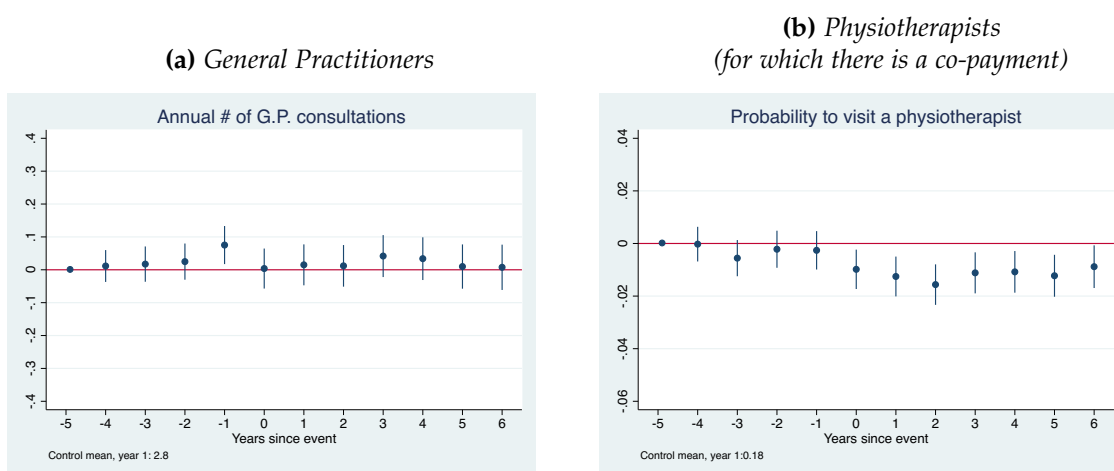 (a) General Practitioners
Annual # of G.P. consultations
.4
.3
.2
.1
0
-.1
-.2
-.3
-.4
-5 -4 -3 -2 -1 0 1 2 3 4 5 6
Years since event
Control mean, year 1: 2.8
(b) Physiotherapists
(for which there is a co-payment)
Probability to visit a physiotherapist
.04
.02
0
-.02
-.04
-.06
-5 -4 -3 -2 -1 0 1 2 3 4 5 6
Years since event
Control mean, year 1:0.18